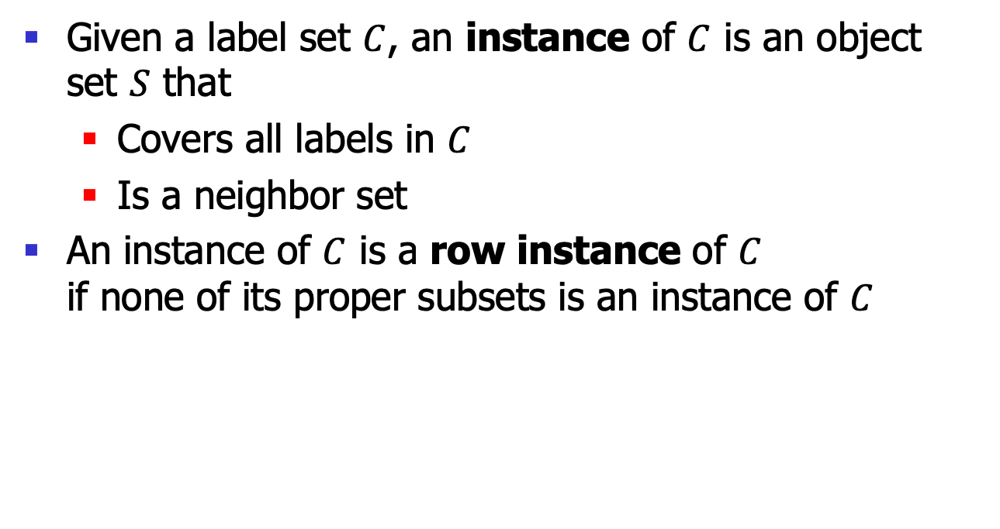 ▪ Given a label set C, an instance of C is an object
set S that
▪ Covers all labels in C
▪ Is a neighbor set
▪ An instance of C is a row instance of C
if none of its proper subsets is an instance of C